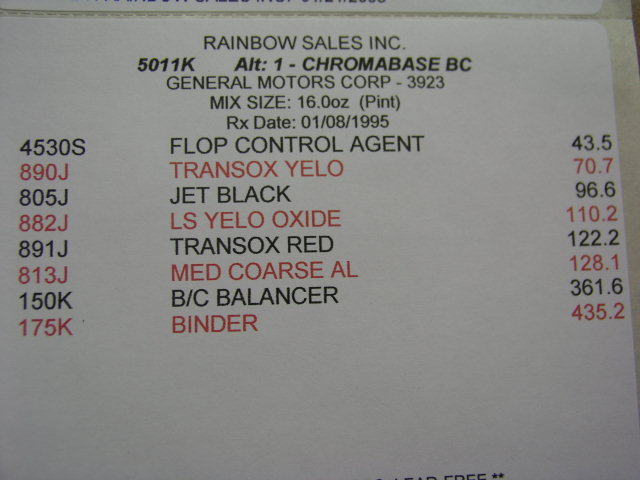 RAINBOW SALES INC.
5011K Alt: 1 - CHROMABASE BC
GENERAL MOTORS CORP - 3923
MIX SIZE: 16.0oz (Pint)
Rx Date: 01/08/1995
4530S FLOP CONTROL AGENT 43.5
890J TRANSOX YELO 70.7
805J JET BLACK 96.6
882J LS YELO OXIDE 110.2
891J TRANSOX RED 122.2
813J MED COARSE AL 128.1
150K B/C BALANCER 361.6
175K BINDER 435.2